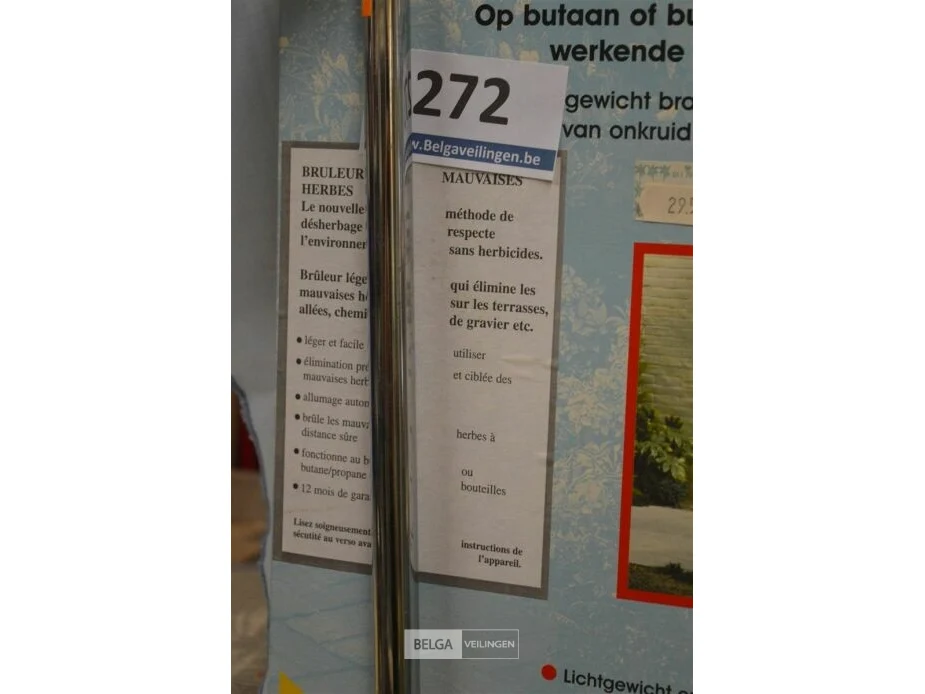 Op butaan of bu
werkende
gewicht bra
van onkruid
272
w.Belgaveilingen.be
29.5
BRULEUR MAUVAISES
HERBES
Le nouvelle méthode de
désherbage respecte
l'environner sans herbicides.
Brûleur lége qui élimine les
mauvaises h sur les terrasses,
allées, chemi de gravier etc.
• léger et facile utiliser
• élimination pré et ciblée des
mauvaises herb
• allumage auton
• brûle les mauva herbes à
distance sûre
• fonctionne au b ou
butane/propane bouteilles
• 12 mois de gara
Lisez soigneusement instructions de
sécutité au verso ava l'appareil.
Lichtgewicht
BELGA VEILINGEN